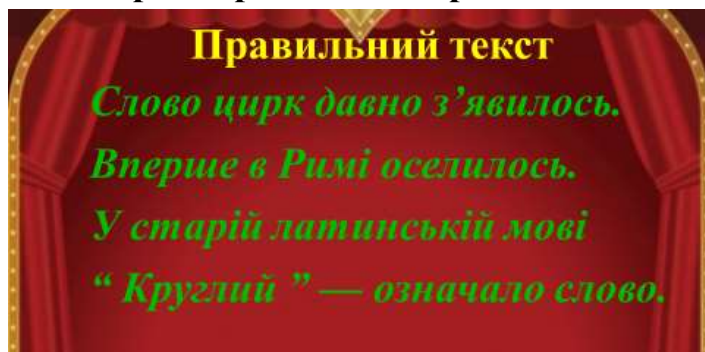 Правильний текст
Слово цирк давно з’явилось.
Вперше в Римі оселилось.
У старій латинській мові
“ Круглий ” — означало слово.